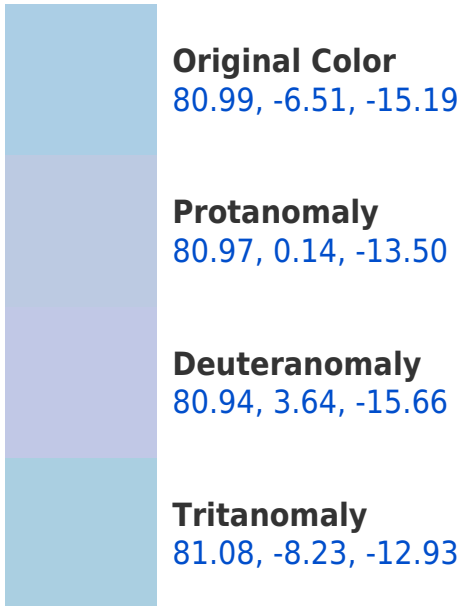 Original Color
80.99, -6.51, -15.19
Protanomaly
80.97, 0.14, -13.50
Deuteranomaly
80.94, 3.64, -15.66
Tritanomaly
81.08, -8.23, -12.93